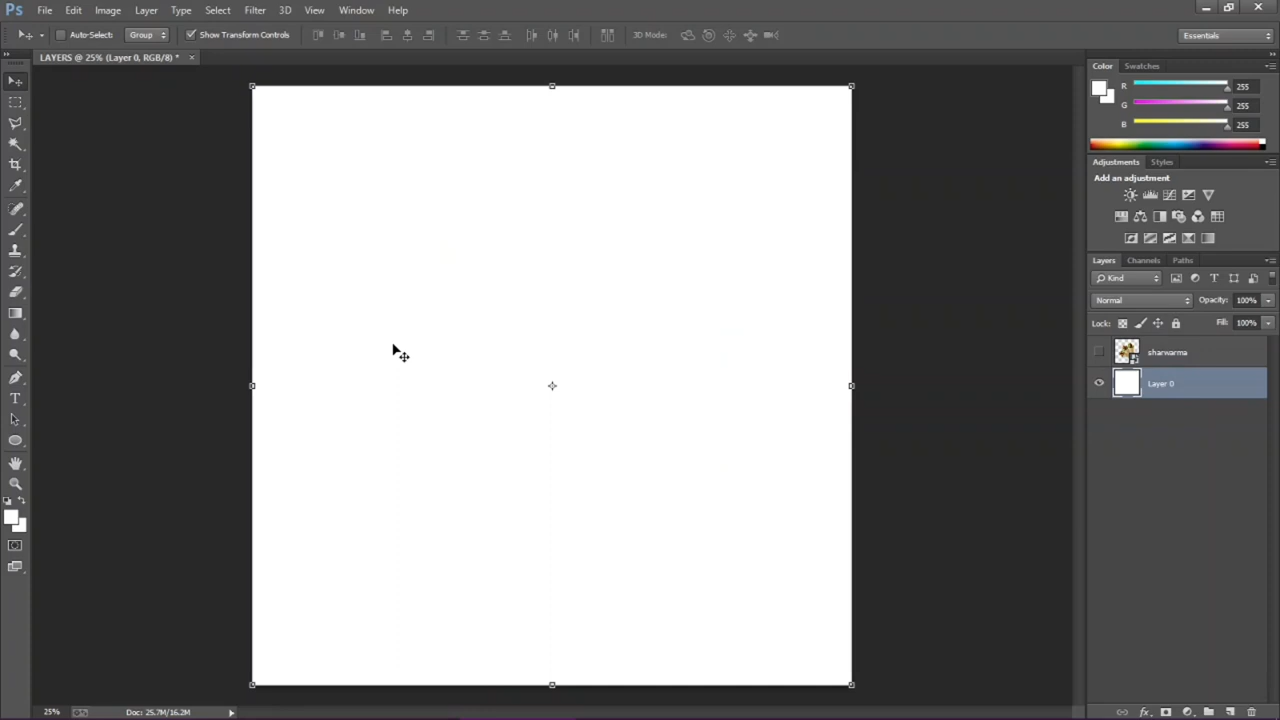 Ps File Edit Image Layer Type Select Filter 3D View Window Help
Auto-Select: Group Show Transform Controls 3D Mode: Essentials
LAYERS @ 25% (Layer 0, RGB/8) * ×
Color Swatches
R 255
G 255
B 255
Adjustments Styles
Add an adjustment
Layers Channels Paths
Kind
Normal Opacity: 100%
Lock: Fill: 100%
sharwarma
Layer 0
25% Doc: 25.7M/16.2M